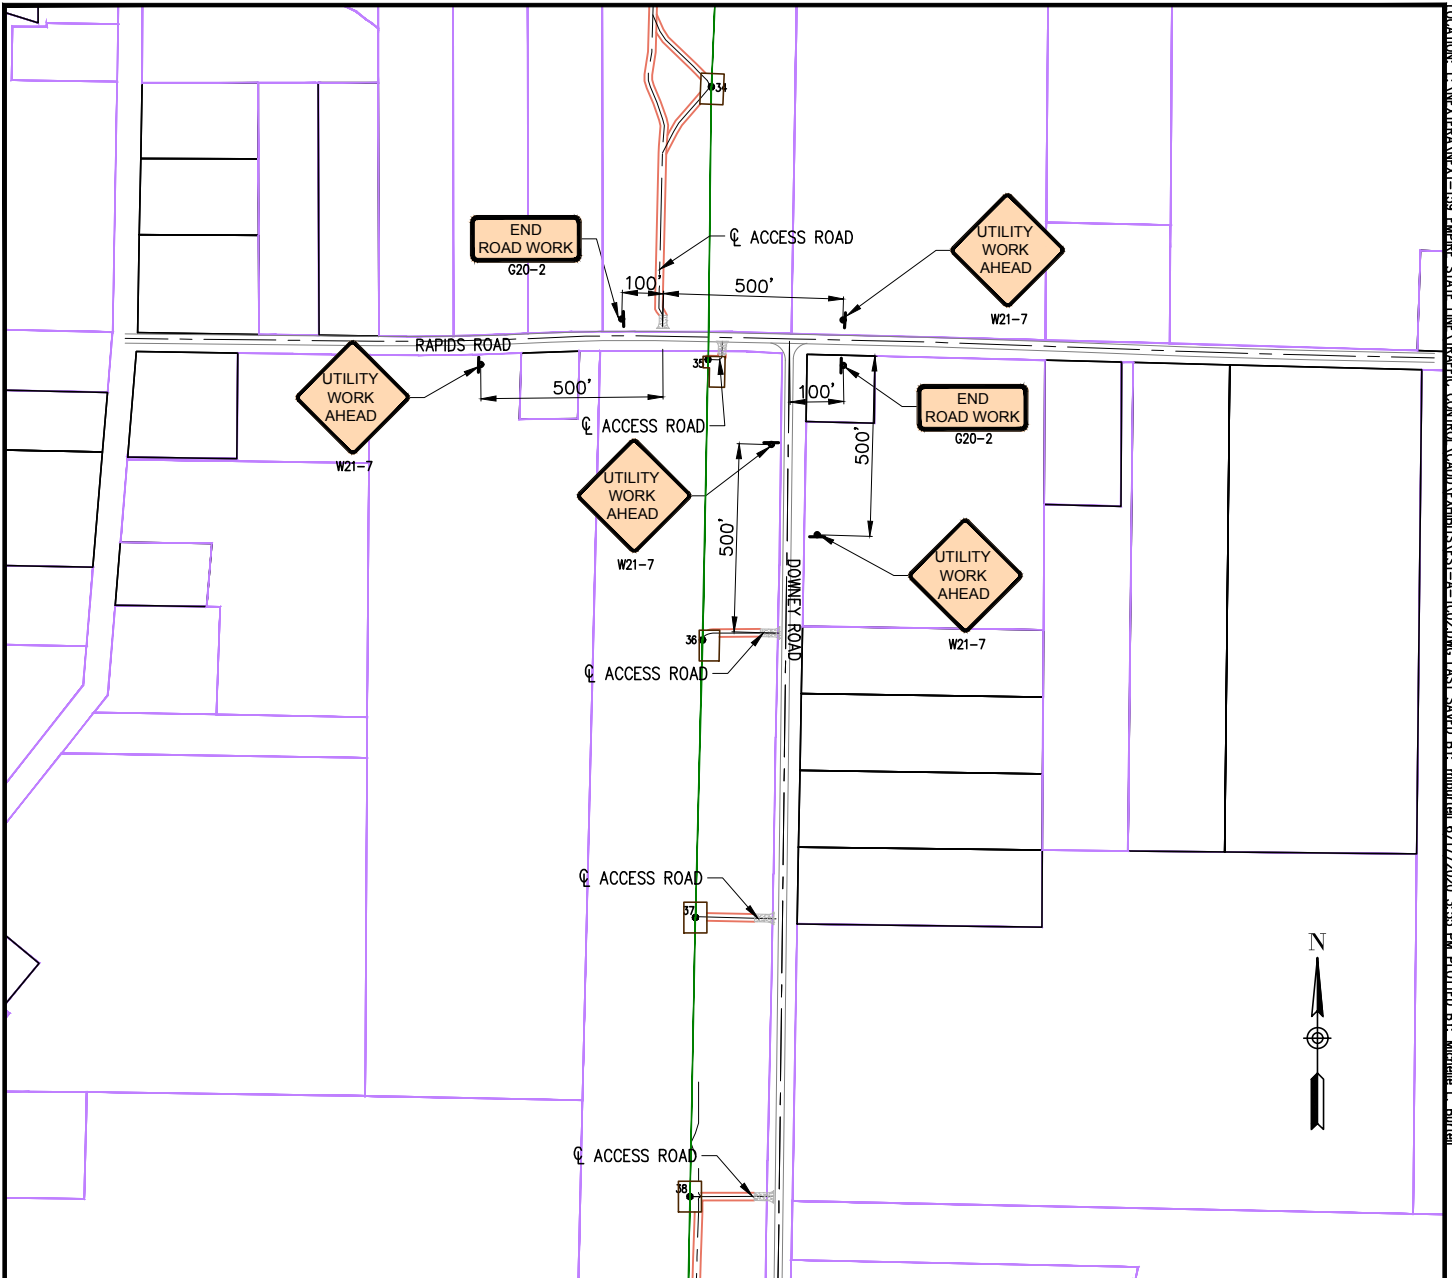 34
END
ROAD WORK
G20-2
℄ ACCESS ROAD
UTILITY
WORK
AHEAD
W21-7
100'
500'
RAPIDS ROAD
35
UTILITY
WORK
AHEAD
W21-7
500'
100'
END
ROAD WORK
G20-2
℄ ACCESS ROAD
500'
UTILITY
WORK
AHEAD
W21-7
500'
DOWNEY ROAD
UTILITY
WORK
AHEAD
W21-7
36
℄ ACCESS ROAD
℄ ACCESS ROAD
37
N
℄ ACCESS ROAD
38